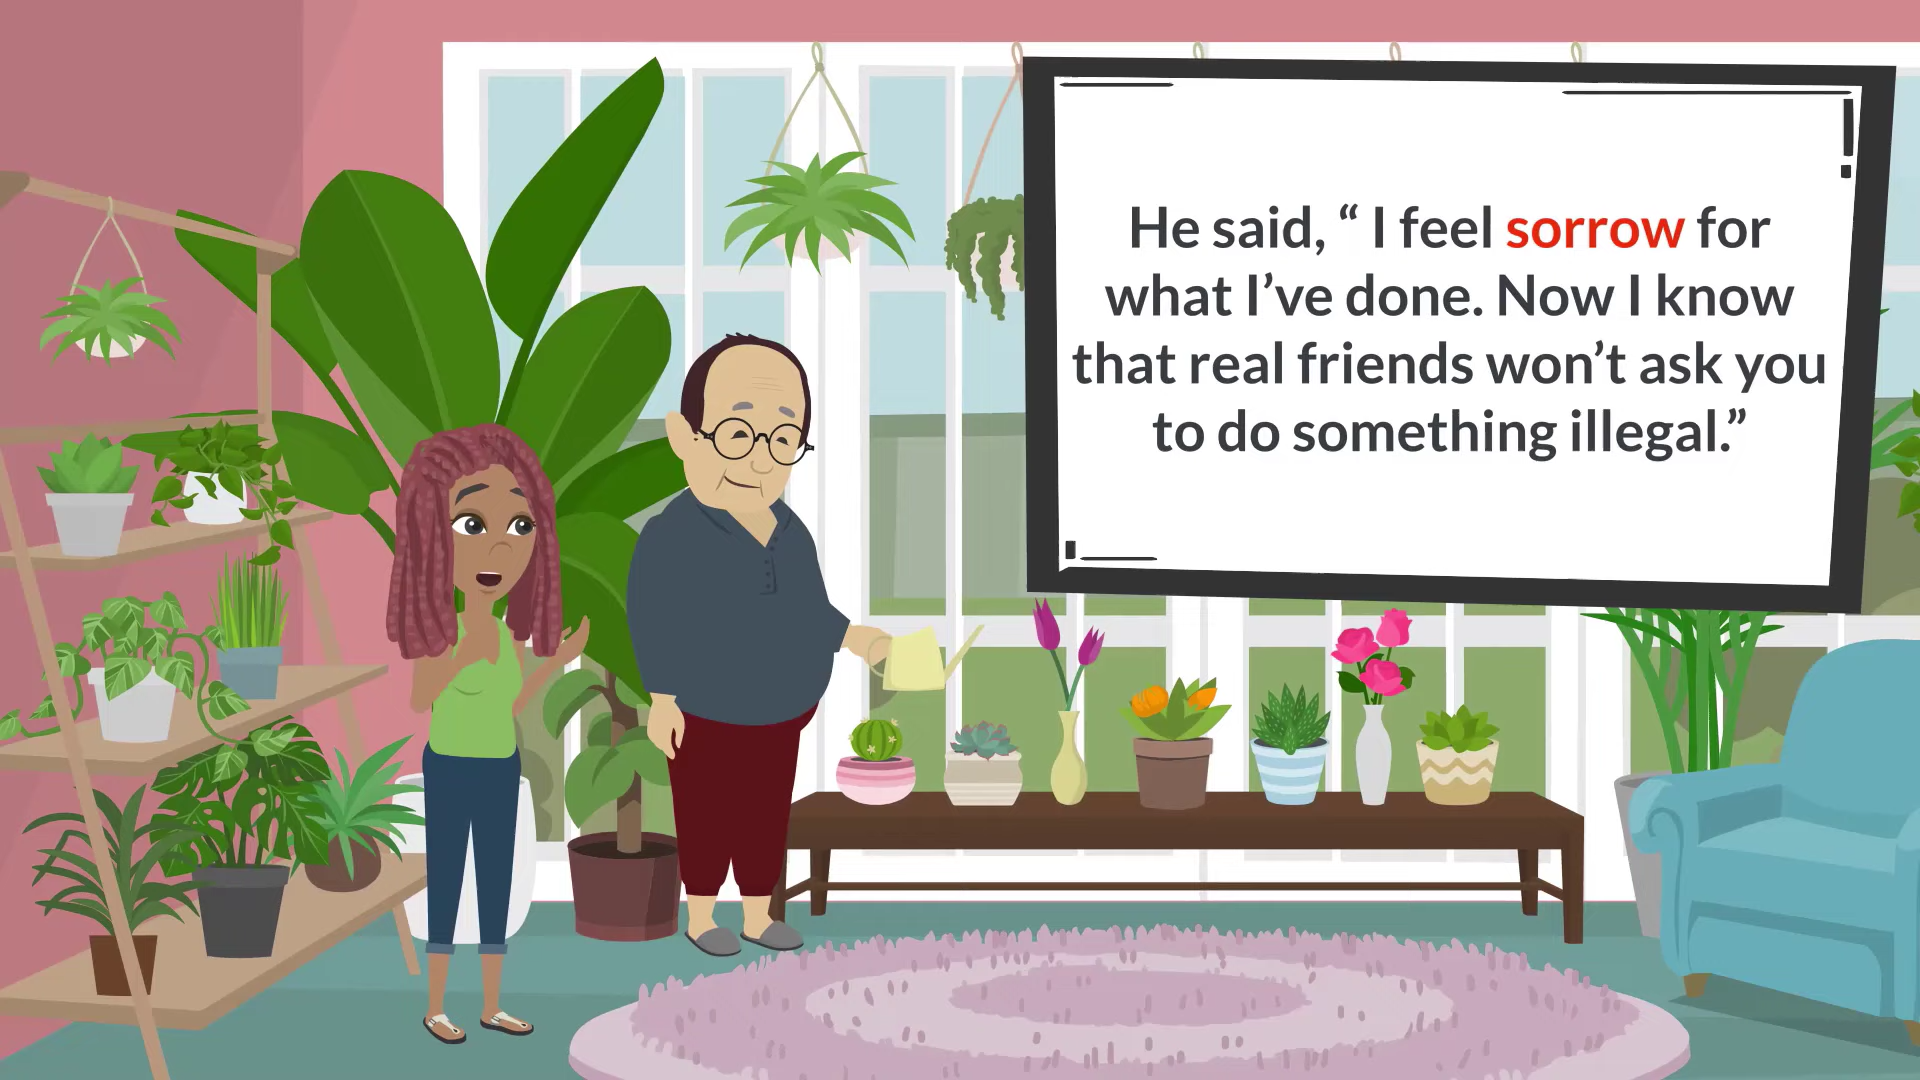 He said, “ I feel sorrow for
what I’ve done. Now I know
that real friends won’t ask you
to do something illegal.”